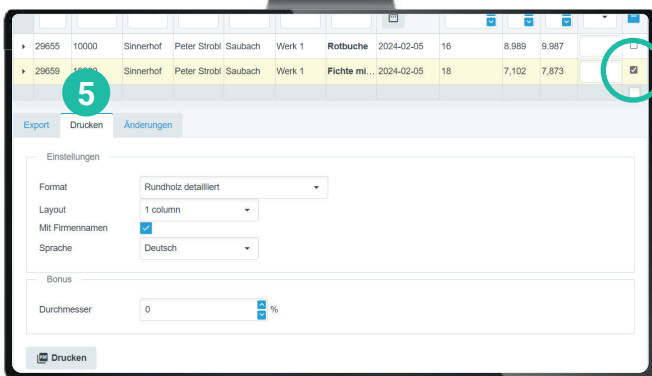 29655 10000 Sinnerhof Peter Strobl Saubach Werk 1 Rotbuche 2024-02-05 16 8.989 9,987
29659 Sinnerhof Peter Strobl Saubach Werk 1 Fichte mi... 2024-02-05 18 7,102 7,873
5
Export Drucken Änderungen
Einstellungen
Format Rundholz detailliert
Layout 1 column
Mit Firmennamen
Sprache Deutsch
Bonus
Durchmesser 0 %
Drucken